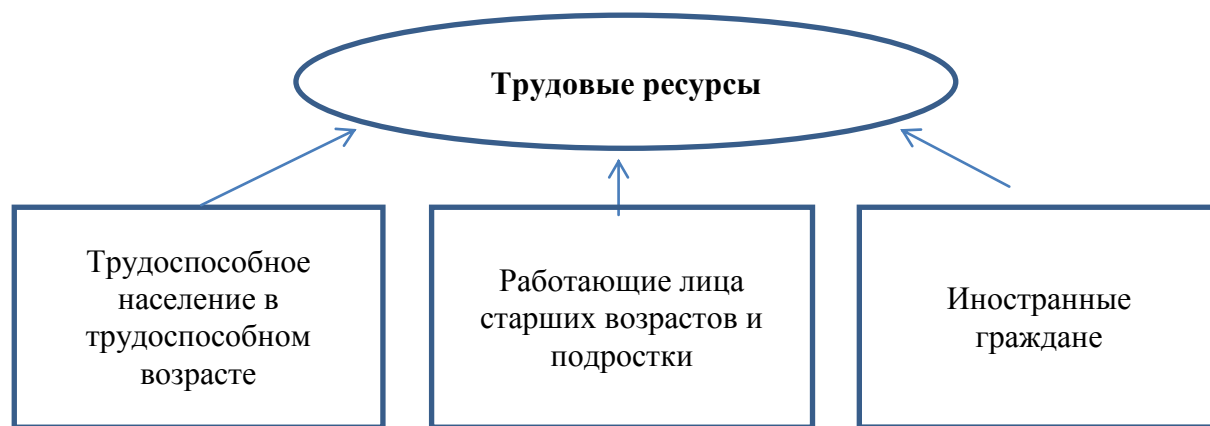 Трудовые ресурсы
Трудоспособное
население в
трудоспособном
возрасте
Работающие лица
старших возрастов и
подростки
Иностранные
граждане